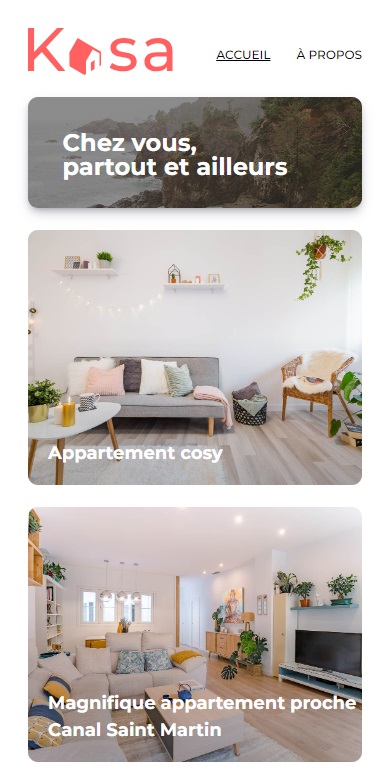 Kasa
ACCUEIL
À PROPOS
Chez vous,
partout et ailleurs
Appartement cosy
Magnifique appartement proche
Canal Saint Martin